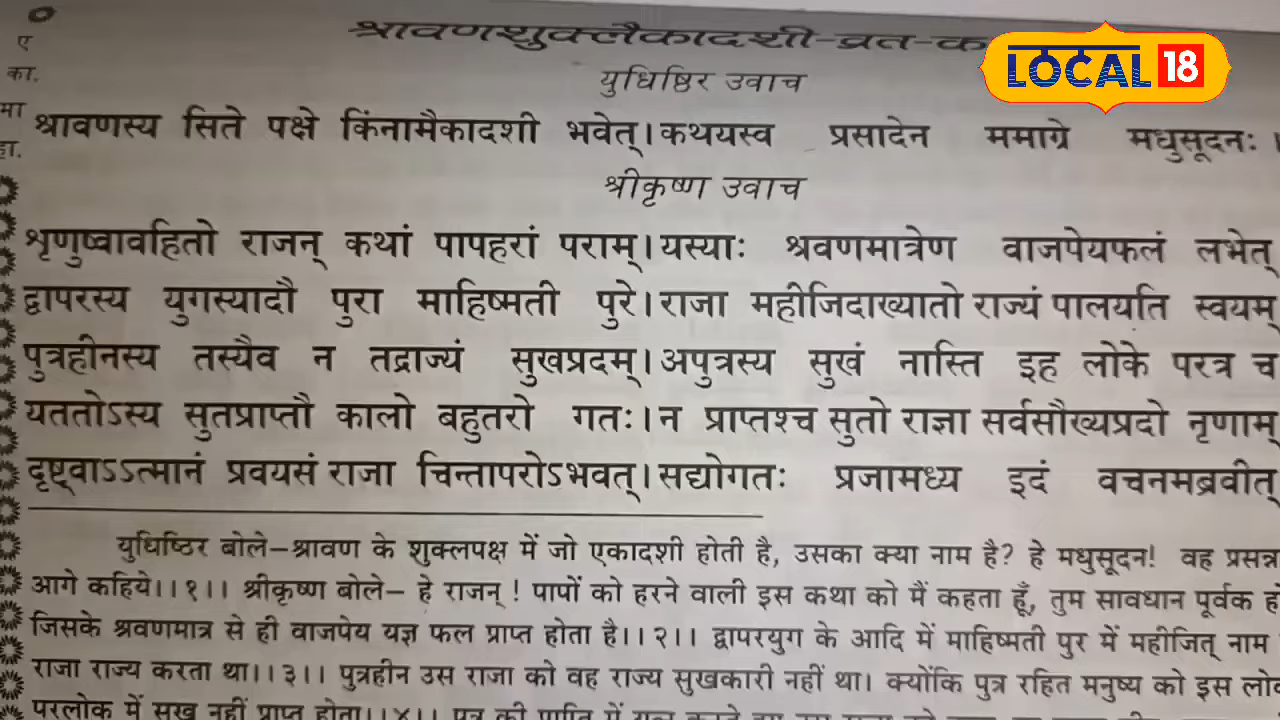 श्रावणशुक्लैकादशी-व्रत-क
LOCAL 18
ए
का.
मा
हा.
युधिष्ठिर उवाच
श्रावणस्य सिते पक्षे किंनामैकादशी भवेत्। कथयस्व प्रसादेन ममाग्रे मधुसूदनः ।
श्रीकृष्ण उवाच
शृणुष्वावहितो राजन् कथां पापहरां पराम्। यस्याः श्रवणमात्रेण वाजपेयफलं लभेत्
द्वापरस्य युगस्यादौ पुरा माहिष्मती पुरे। राजा महीजिदाख्यातो राज्यं पालयति स्वयम्
पुत्रहीनस्य तस्यैव न तद्राज्यं सुखप्रदम्। अपुत्रस्य सुखं नास्ति इह लोके परत्र च
यततोऽस्य सुतप्राप्तौ कालो बहुतरो गतः। न प्राप्तश्च सुतो राज्ञा सर्वसौख्यप्रदो नृणाम्
दृष्ट्वाऽऽत्मानं प्रवयसं राजा चिन्तापरोऽभवत्। सद्योगतः प्रजामध्य इदं वचनमब्रवीत्
युधिष्ठिर बोले–श्रावण के शुक्लपक्ष में जो एकादशी होती है, उसका क्या नाम है? हे मधुसूदन! वह प्रसन्न
आगे कहिये।।१।। श्रीकृष्ण बोले– हे राजन् ! पापों को हरने वाली इस कथा को मैं कहता हूँ, तुम सावधान पूर्वक
जिसके श्रवणमात्र से ही वाजपेय यज्ञ फल प्राप्त होता है।।२।। द्वापरयुग के आदि में माहिष्मती पुर में महीजित् नाम
राजा राज्य करता था।।३।। पुत्रहीन उस राजा को वह राज्य सुखकारी नहीं था। क्योंकि पुत्र रहित मनुष्य को इस
परलोक में सुख नहीं प्राप्त होता।।४।। पुत्र की प्राप्ति में